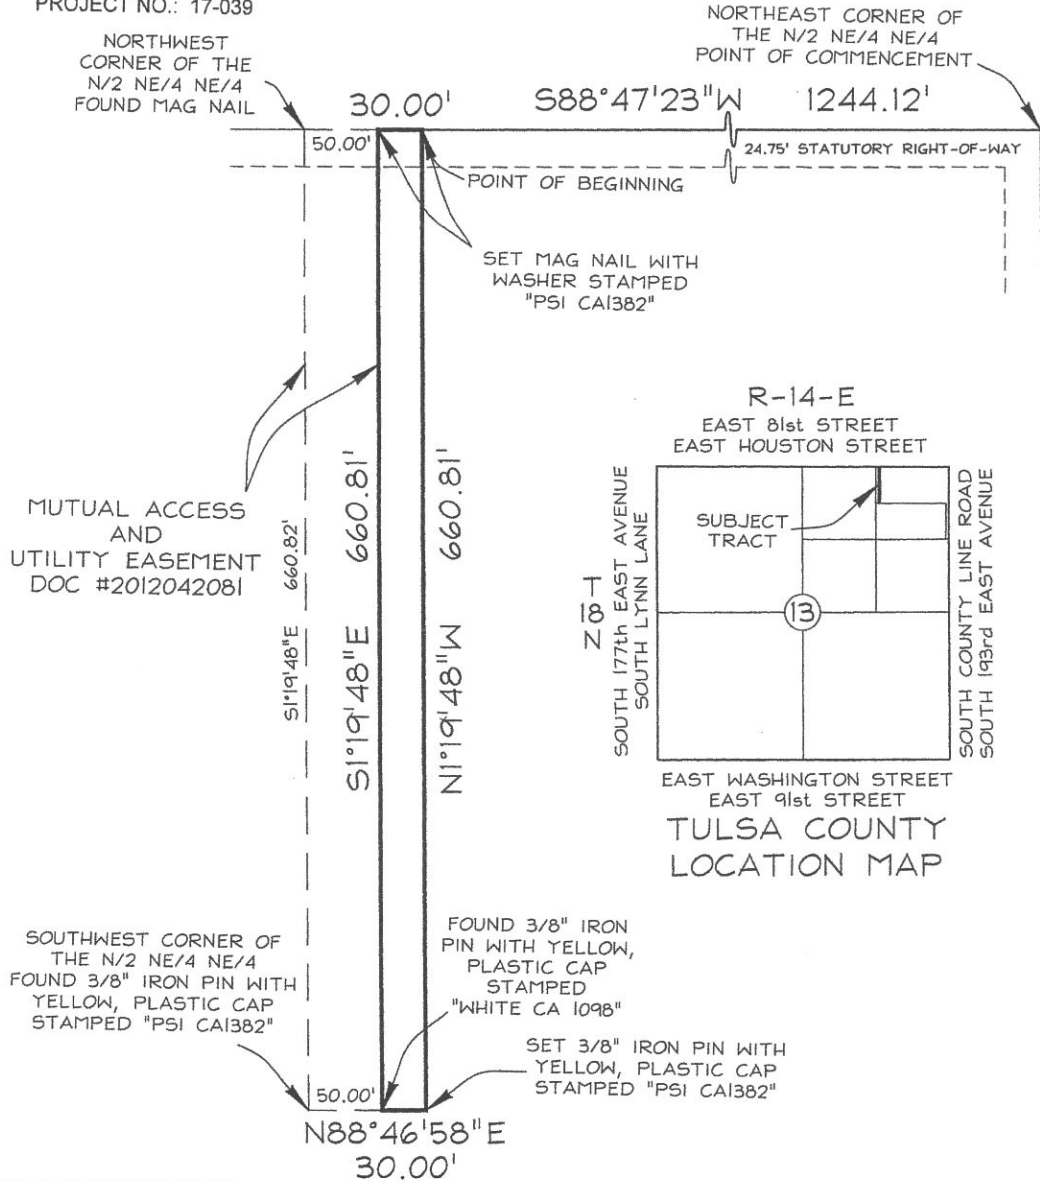 PROJECT NO.: 17-039
NORTHWEST
CORNER OF THE
N/2 NE/4 NE/4
FOUND MAG NAIL
NORTHEAST CORNER OF
THE N/2 NE/4 NE/4
POINT OF COMMENCEMENT
30.00'
S88°47'23"W 1244.12'
50.00'
24.75' STATUTORY RIGHT-OF-WAY
POINT OF BEGINNING
SET MAG NAIL WITH
WASHER STAMPED
"PSI CA1382"
MUTUAL ACCESS
AND
UTILITY EASEMENT
DOC #2012042081
S1°19'48"E 660.82'
S1°19'48"E 660.81'
N1°19'48"W 660.81'
R-14-E
EAST 81st STREET
EAST HOUSTON STREET
SUBJECT
TRACT
T
18
N
SOUTH 177th EAST AVENUE
SOUTH LYNN LANE
13
SOUTH COUNTY LINE ROAD
SOUTH 193rd EAST AVENUE
EAST WASHINGTON STREET
EAST 91st STREET
TULSA COUNTY
LOCATION MAP
SOUTHWEST CORNER OF
THE N/2 NE/4 NE/4
FOUND 3/8" IRON PIN WITH
YELLOW, PLASTIC CAP
STAMPED "PSI CA1382"
FOUND 3/8" IRON
PIN WITH YELLOW,
PLASTIC CAP
STAMPED
"WHITE CA 1098"
SET 3/8" IRON PIN WITH
YELLOW, PLASTIC CAP
STAMPED "PSI CA1382"
50.00'
N88°46'58"E
30.00'